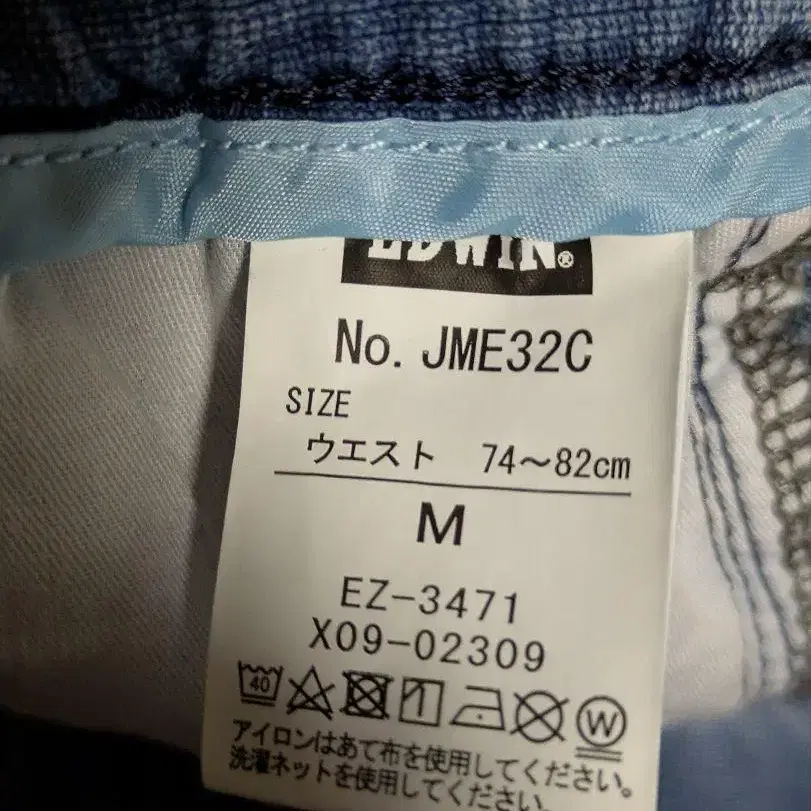 EDWIN®
No. JME32C
SIZE
ウエスト 74～82cm
M
EZ-3471
X09-02309
40 W
アイロンはあて布を使用してください。
洗濯ネットを使用してください。